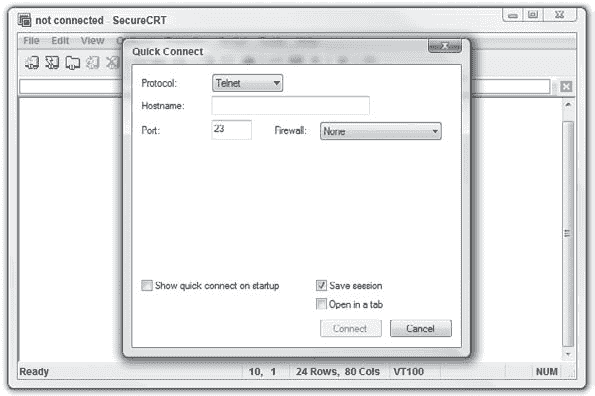 not connected - SecureCRT
File Edit View
Quick Connect
Protocol: Telnet
Hostname:
Port: 23 Firewall: None
Show quick connect on startup Save session
Open in a tab
Connect Cancel
Ready 10, 1 24 Rows, 80 Cols VT100 NUM